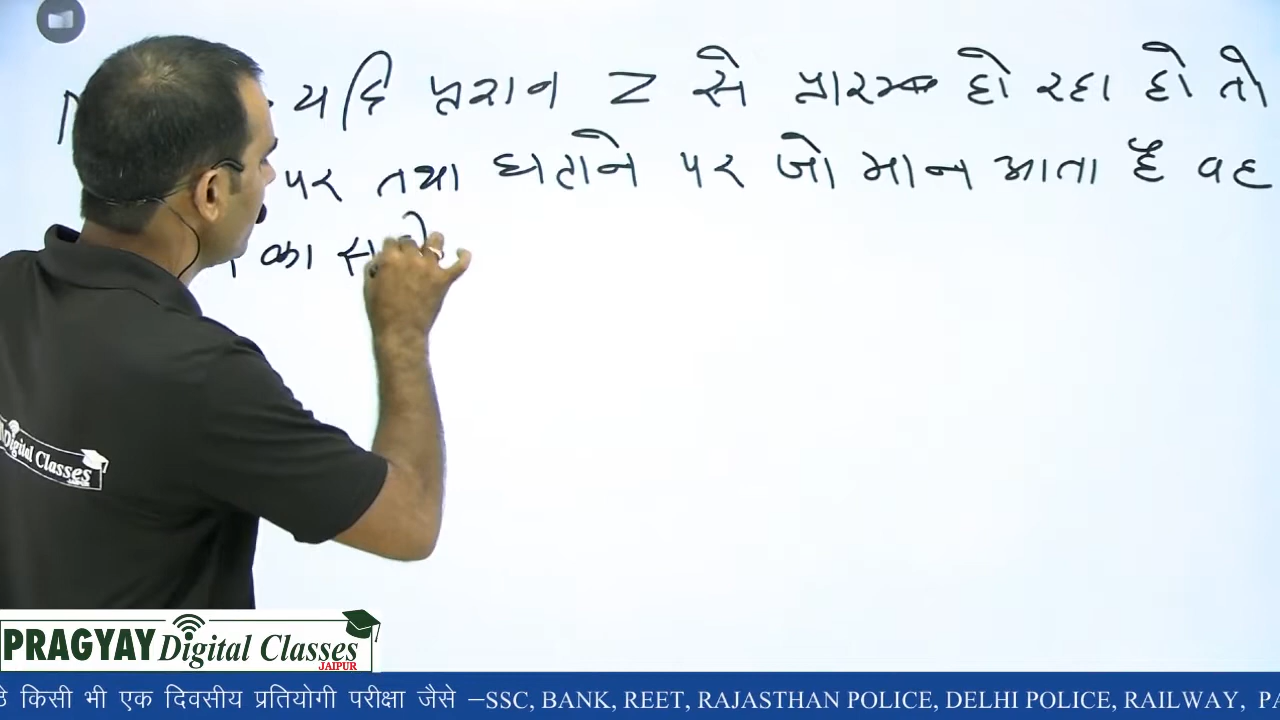 यदि प्रशन Z से प्रारम्भ हो रहा हो तो
पर तथा घटाने पर जो मान आता है वह
का
Digital Classes
PRAGYAY Digital Classes
JAIPUR
किसी भी एक दिवसीय प्रतियोगी परीक्षा जैसे –SSC, BANK, REET, RAJASTHAN POLICE, DELHI POLICE, RAILWAY,